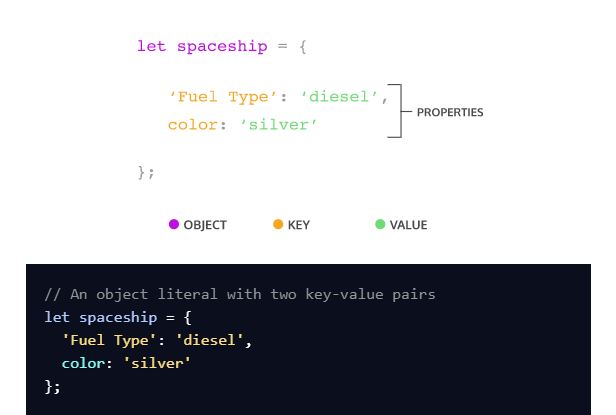 let spaceship = {
‘Fuel Type’: ‘diesel’,
color: ‘silver’
PROPERTIES
};
OBJECT KEY VALUE
// An object literal with two key-value pairs
let spaceship = {
'Fuel Type': 'diesel',
color: 'silver'
};